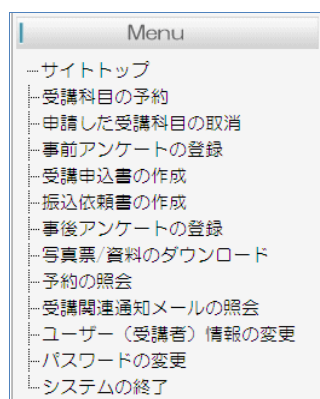 Menu
サイトトップ
受講科目の予約
申請した受講科目の取消
事前アンケートの登録
受講申込書の作成
振込依頼書の作成
事後アンケートの登録
写真票/資料のダウンロード
予約の照会
受講関連通知メールの照会
ユーザー（受講者）情報の変更
パスワードの変更
システムの終了